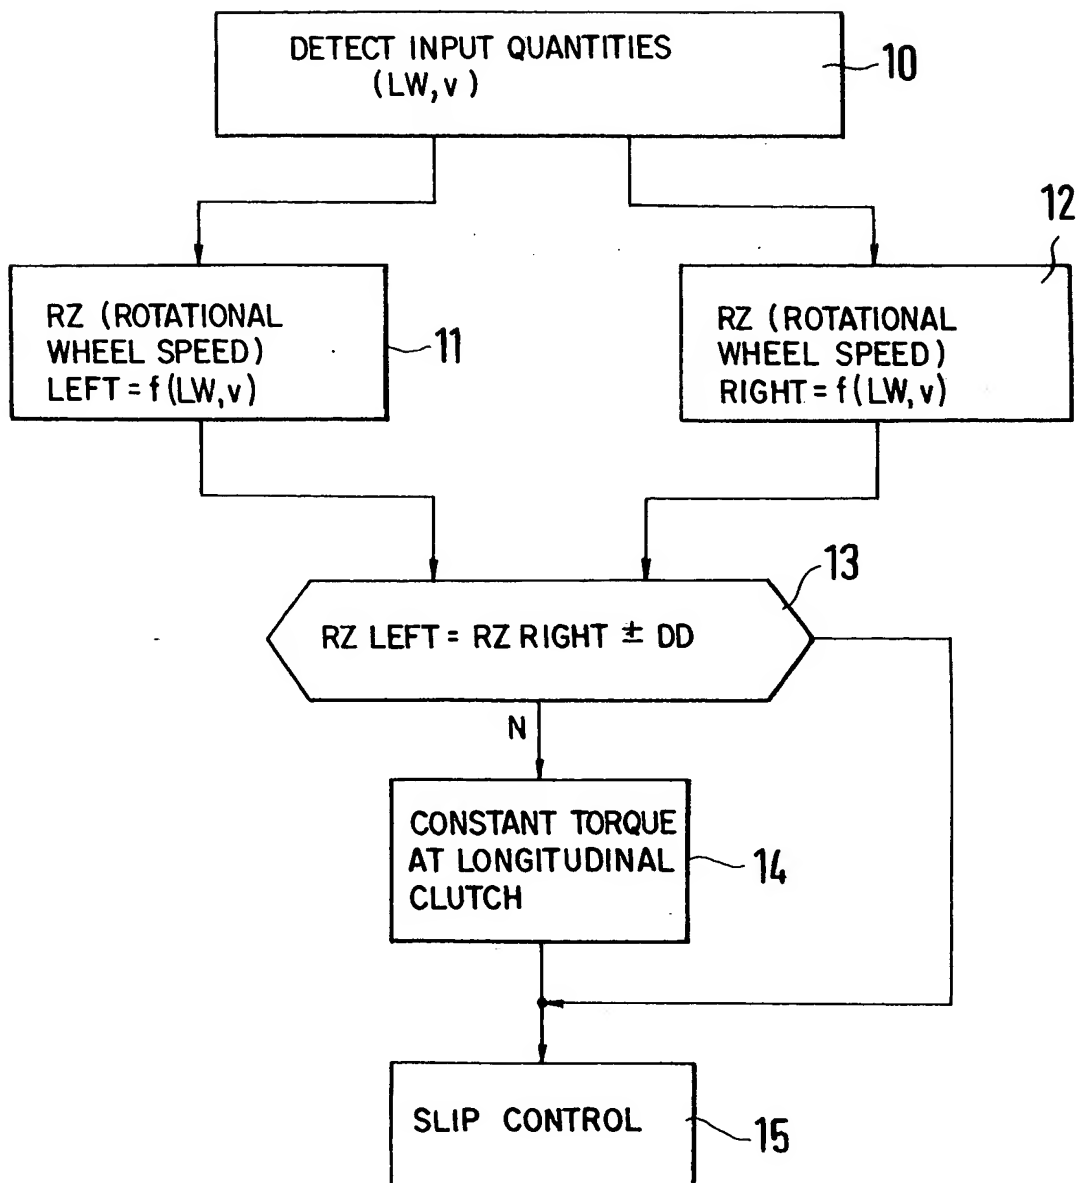 DETECT INPUT QUANTITIES
(LW,v)
10
RZ (ROTATIONAL
WHEEL SPEED)
LEFT = f(LW,v)
11
12
RZ (ROTATIONAL
WHEEL SPEED)
RIGHT = f(LW,v)
13
RZ LEFT = RZ RIGHT ± DD
N
CONSTANT TORQUE
AT LONGITUDINAL
CLUTCH
14
SLIP CONTROL
15